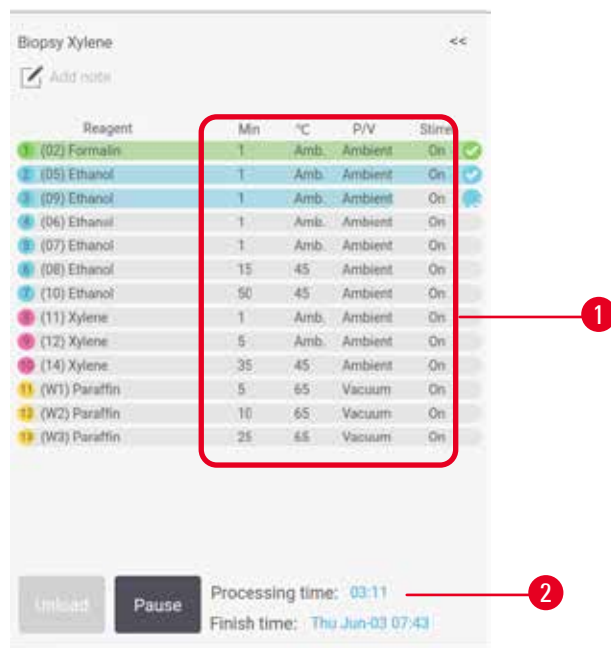 Biopsy Xylene <<
Add note
Reagent Min °C P/V Stirre
1 (02) Formalin 1 Amb. Ambient On
2 (05) Ethanol 1 Amb. Ambient On
3 (09) Ethanol 1 Amb. Ambient On
4 (06) Ethanol 1 Amb. Ambient On
5 (07) Ethanol 1 Amb. Ambient On
6 (08) Ethanol 15 45 Ambient On
7 (10) Ethanol 50 45 Ambient On
8 (11) Xylene 1 Amb. Ambient On
9 (12) Xylene 5 Amb. Ambient On
10 (14) Xylene 35 45 Ambient On
11 (W1) Paraffin 5 65 Vacuum On
12 (W2) Paraffin 10 65 Vacuum On
13 (W3) Paraffin 25 65 Vacuum On
1
Unload Pause Processing time: 03:11 2
Finish time: Thu Jun-03 07:43